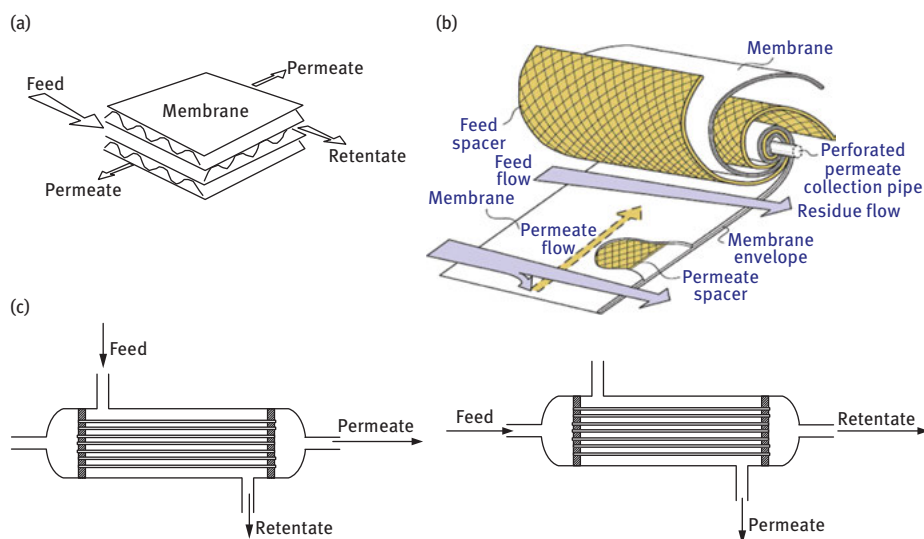 (a)
Feed
Membrane
Permeate
Retentate
Permeate
(b)
Membrane
Feed
spacer
Feed
flow
Membrane
Permeate
flow
Perforated
permeate
collection pipe
Residue flow
Membrane
envelope
Permeate
spacer
(c)
Feed
Permeate
Retentate
Feed
Retentate
Permeate